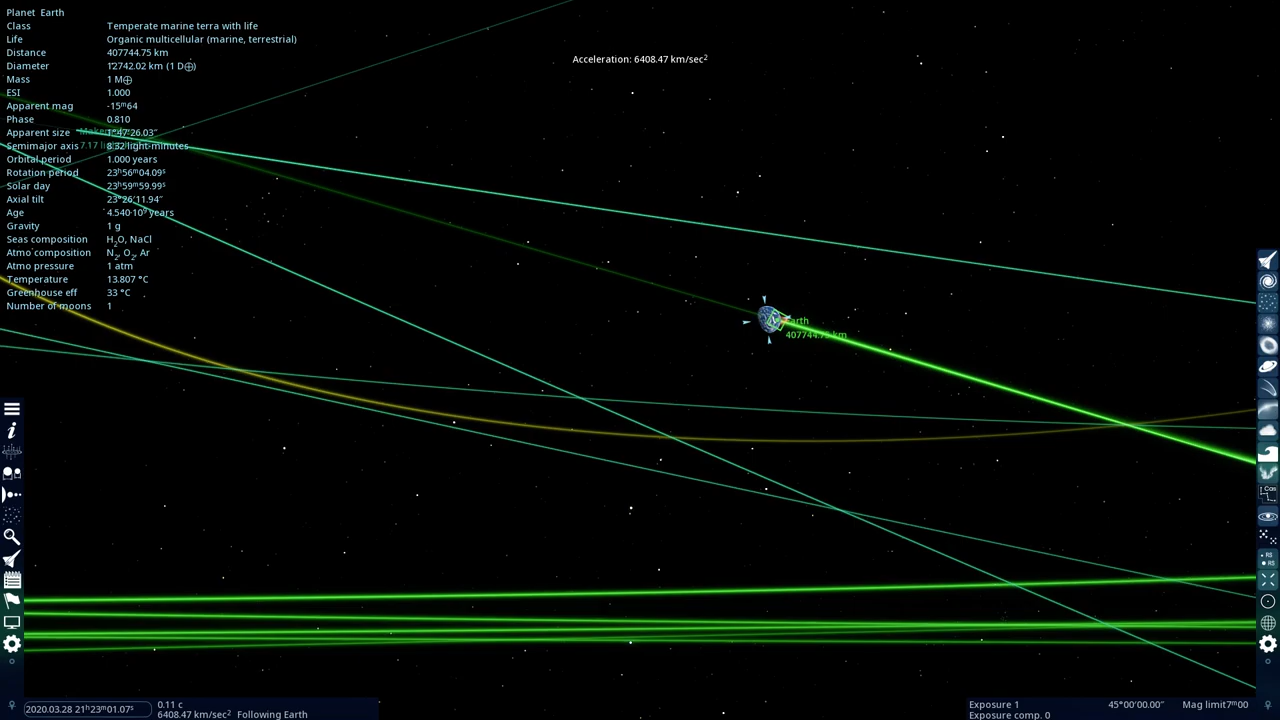 Planet Earth
Class Temperate marine terra with life
Life Organic multicellular (marine, terrestrial)
Distance 407744.75 km
Diameter 12742.02 km (1 D⊕)
Mass 1 M⊕
ESI 1.000
Apparent mag -15ᵐ64
Phase 0.810
Apparent size 1°47′26.03″
Semimajor axis 8.32 light-minutes
Orbital period 1.000 years
Rotation period 23ʰ56ᵐ04.09ˢ
Solar day 23ʰ59ᵐ59.99ˢ
Axial tilt 23°26′11.94″
Age 4.540·10⁹ years
Gravity 1 g
Seas composition H₂O, NaCl
Atmo composition N₂, O₂, Ar
Atmo pressure 1 atm
Temperature 13.807 °C
Greenhouse eff 33 °C
Number of moons 1
Acceleration: 6408.47 km/sec²
Earth
407744.75 km
Cas
RS
RS
2020.03.28 21ʰ23ᵐ01.07ˢ
0.11 c
6408.47 km/sec² Following Earth
Exposure 1 45°00′00.00″ Mag limit 7ᵐ00
Exposure comp. 0